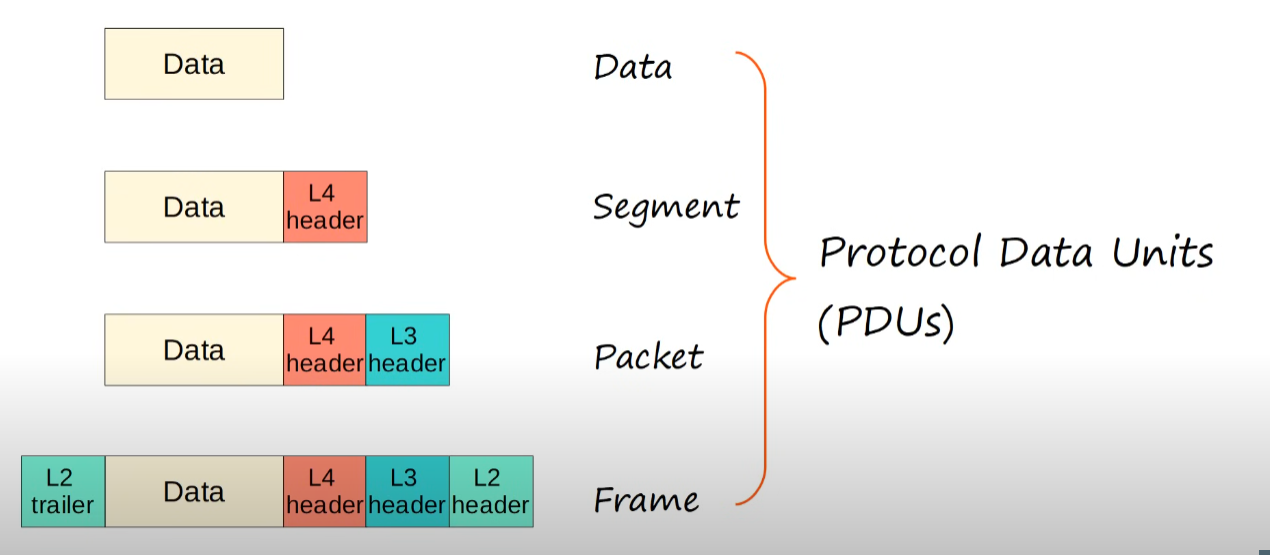 Data
Data
Data
L4
header
Segment
Data
L4
header
L3
header
Packet
L2
trailer
Data
L4
header
L3
header
L2
header
Frame
Protocol Data Units
(PDUs)